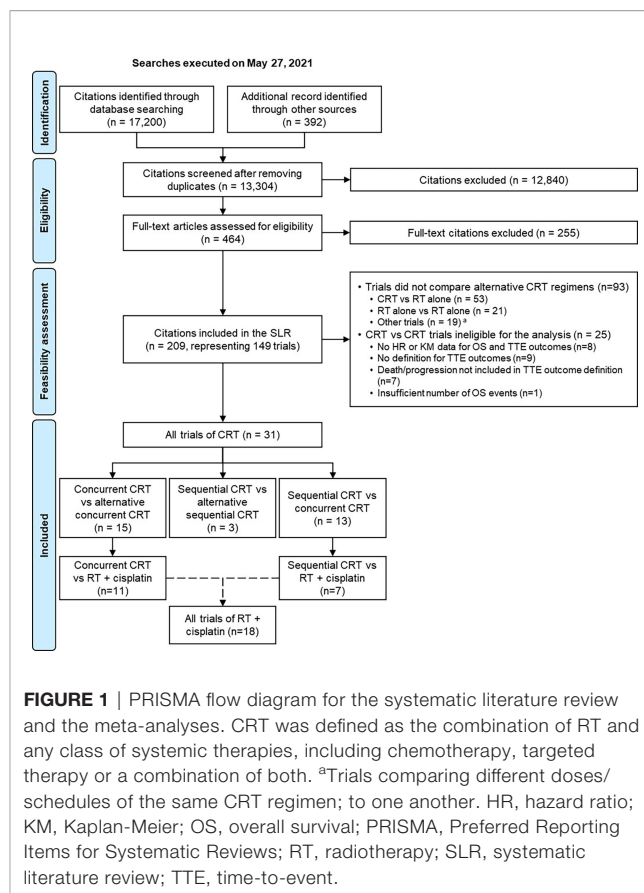 Searches executed on May 27, 2021
Identification
Citations identified through
database searching
(n = 17,200)
Additional record identified
through other sources
(n = 392)
Eligibility
Citations screened after removing
duplicates (n = 13,304)
Citations excluded (n = 12,840)
Full-text articles assessed for eligibility
(n = 464)
Full-text citations excluded (n = 255)
Feasibility assessment
Citations included in the SLR
(n = 209, representing 149 trials)
• Trials did not compare alternative CRT regimens (n=93)
• CRT vs RT alone (n = 53)
• RT alone vs RT alone (n = 21)
• Other trials (n = 19) a
• CRT vs CRT trials ineligible for the analysis (n = 25)
• No HR or KM data for OS and TTE outcomes (n=8)
• No definition for TTE outcomes (n=9)
• Death/progression not included in TTE outcome definition
(n=7)
• Insufficient number of OS events (n=1)
Included
All trials of CRT (n = 31)
Concurrent CRT
vs alternative
concurrent CRT
(n = 15)
Sequential CRT vs
alternative
sequential CRT
(n = 3)
Sequential CRT vs
concurrent CRT
(n = 13)
Concurrent CRT
vs RT + cisplatin
(n=11)
Sequential CRT vs
RT + cisplatin
(n=7)
All trials of RT +
cisplatin (n=18)
FIGURE 1 | PRISMA flow diagram for the systematic literature review
and the meta-analyses. CRT was defined as the combination of RT and
any class of systemic therapies, including chemotherapy, targeted
therapy or a combination of both. aTrials comparing different doses/
schedules of the same CRT regimen; to one another. HR, hazard ratio;
KM, Kaplan-Meier; OS, overall survival; PRISMA, Preferred Reporting
Items for Systematic Reviews; RT, radiotherapy; SLR, systematic
literature review; TTE, time-to-event.